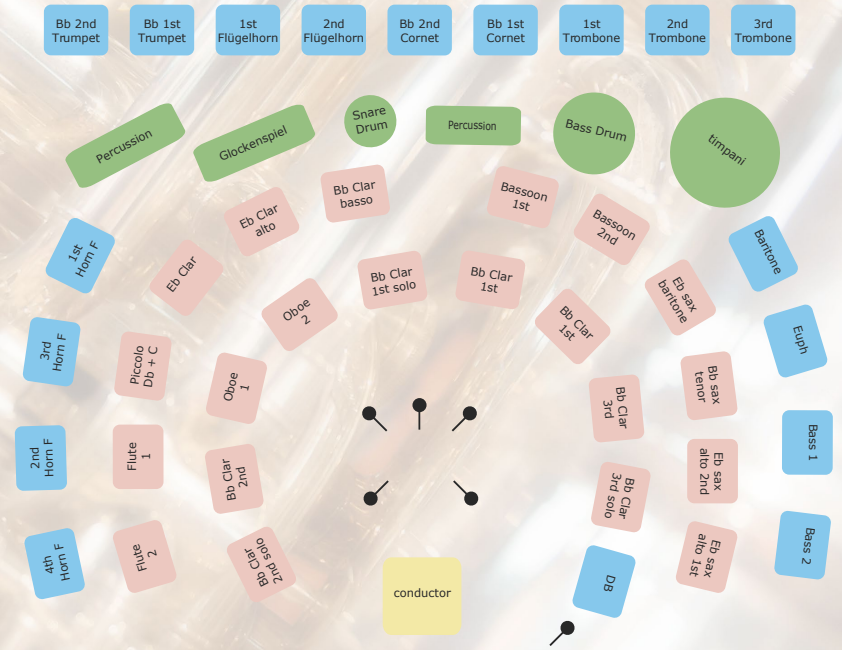 Bb 2nd
Trumpet
Bb 1st
Trumpet
1st
Flügelhorn
2nd
Flügelhorn
Bb 2nd
Cornet
Bb 1st
Cornet
1st
Trombone
2nd
Trombone
3rd
Trombone
Percussion
Glockenspiel
Snare
Drum
Percussion
Bass Drum
timpani
1st
Horn F
Eb Clar
Eb Clar
alto
Bb Clar
basso
Bassoon
1st
Bassoon
2nd
Baritone
3rd
Horn F
Piccolo
Db + C
Oboe
1
Oboe
2
Bb Clar
1st solo
Bb Clar
1st
Bb Clar
1st
Eb sax
baritone
Euph
2nd
Horn F
Flute
1
Bb Clar
2nd
Bb Clar
3rd
Bb sax
tenor
Bass 1
4th
Horn F
Flute
2
Bb Clar
2nd solo
Bb Clar
3rd solo
Eb sax
alto 2nd
Eb sax
alto 1st
Bass 2
conductor
DB